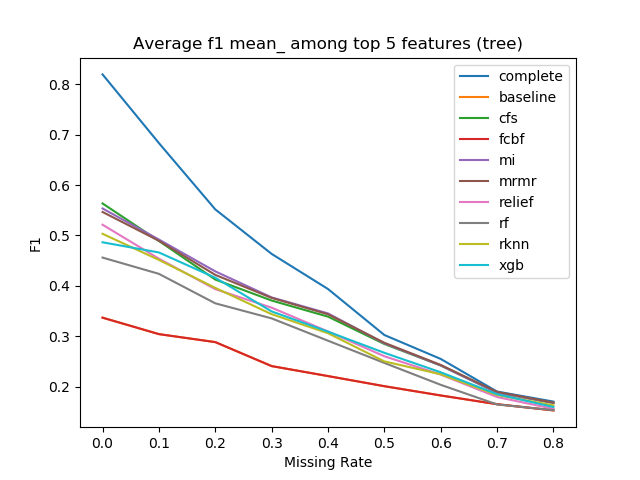 Average f1 mean_ among top 5 features (tree)
F1
0.8
0.7
0.6
0.5
0.4
0.3
0.2
complete
baseline
cfs
fcbf
mi
mrmr
relief
rf
rknn
xgb
0.0 0.1 0.2 0.3 0.4 0.5 0.6 0.7 0.8
Missing Rate